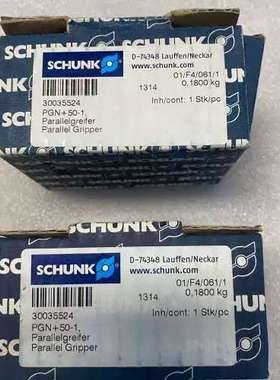 SCHUNK
D-74348 Lauffen/Neckar
www.schunk.com
01/F4/061/1
1314 0,1800 kg
30035524
Inh/cont: 1 Stk/pc
PGN+50-1,
Parallelgreifer
Parallel Gripper
SCHUNK
D-74348 Lauffen/Neckar
www.schunk.com
01/F4/061/1
1314 0,1800 kg
30035524
Inh/cont: 1 Stk/pc
PGN+50-1,
Parallelgreifer
Parallel Gripper